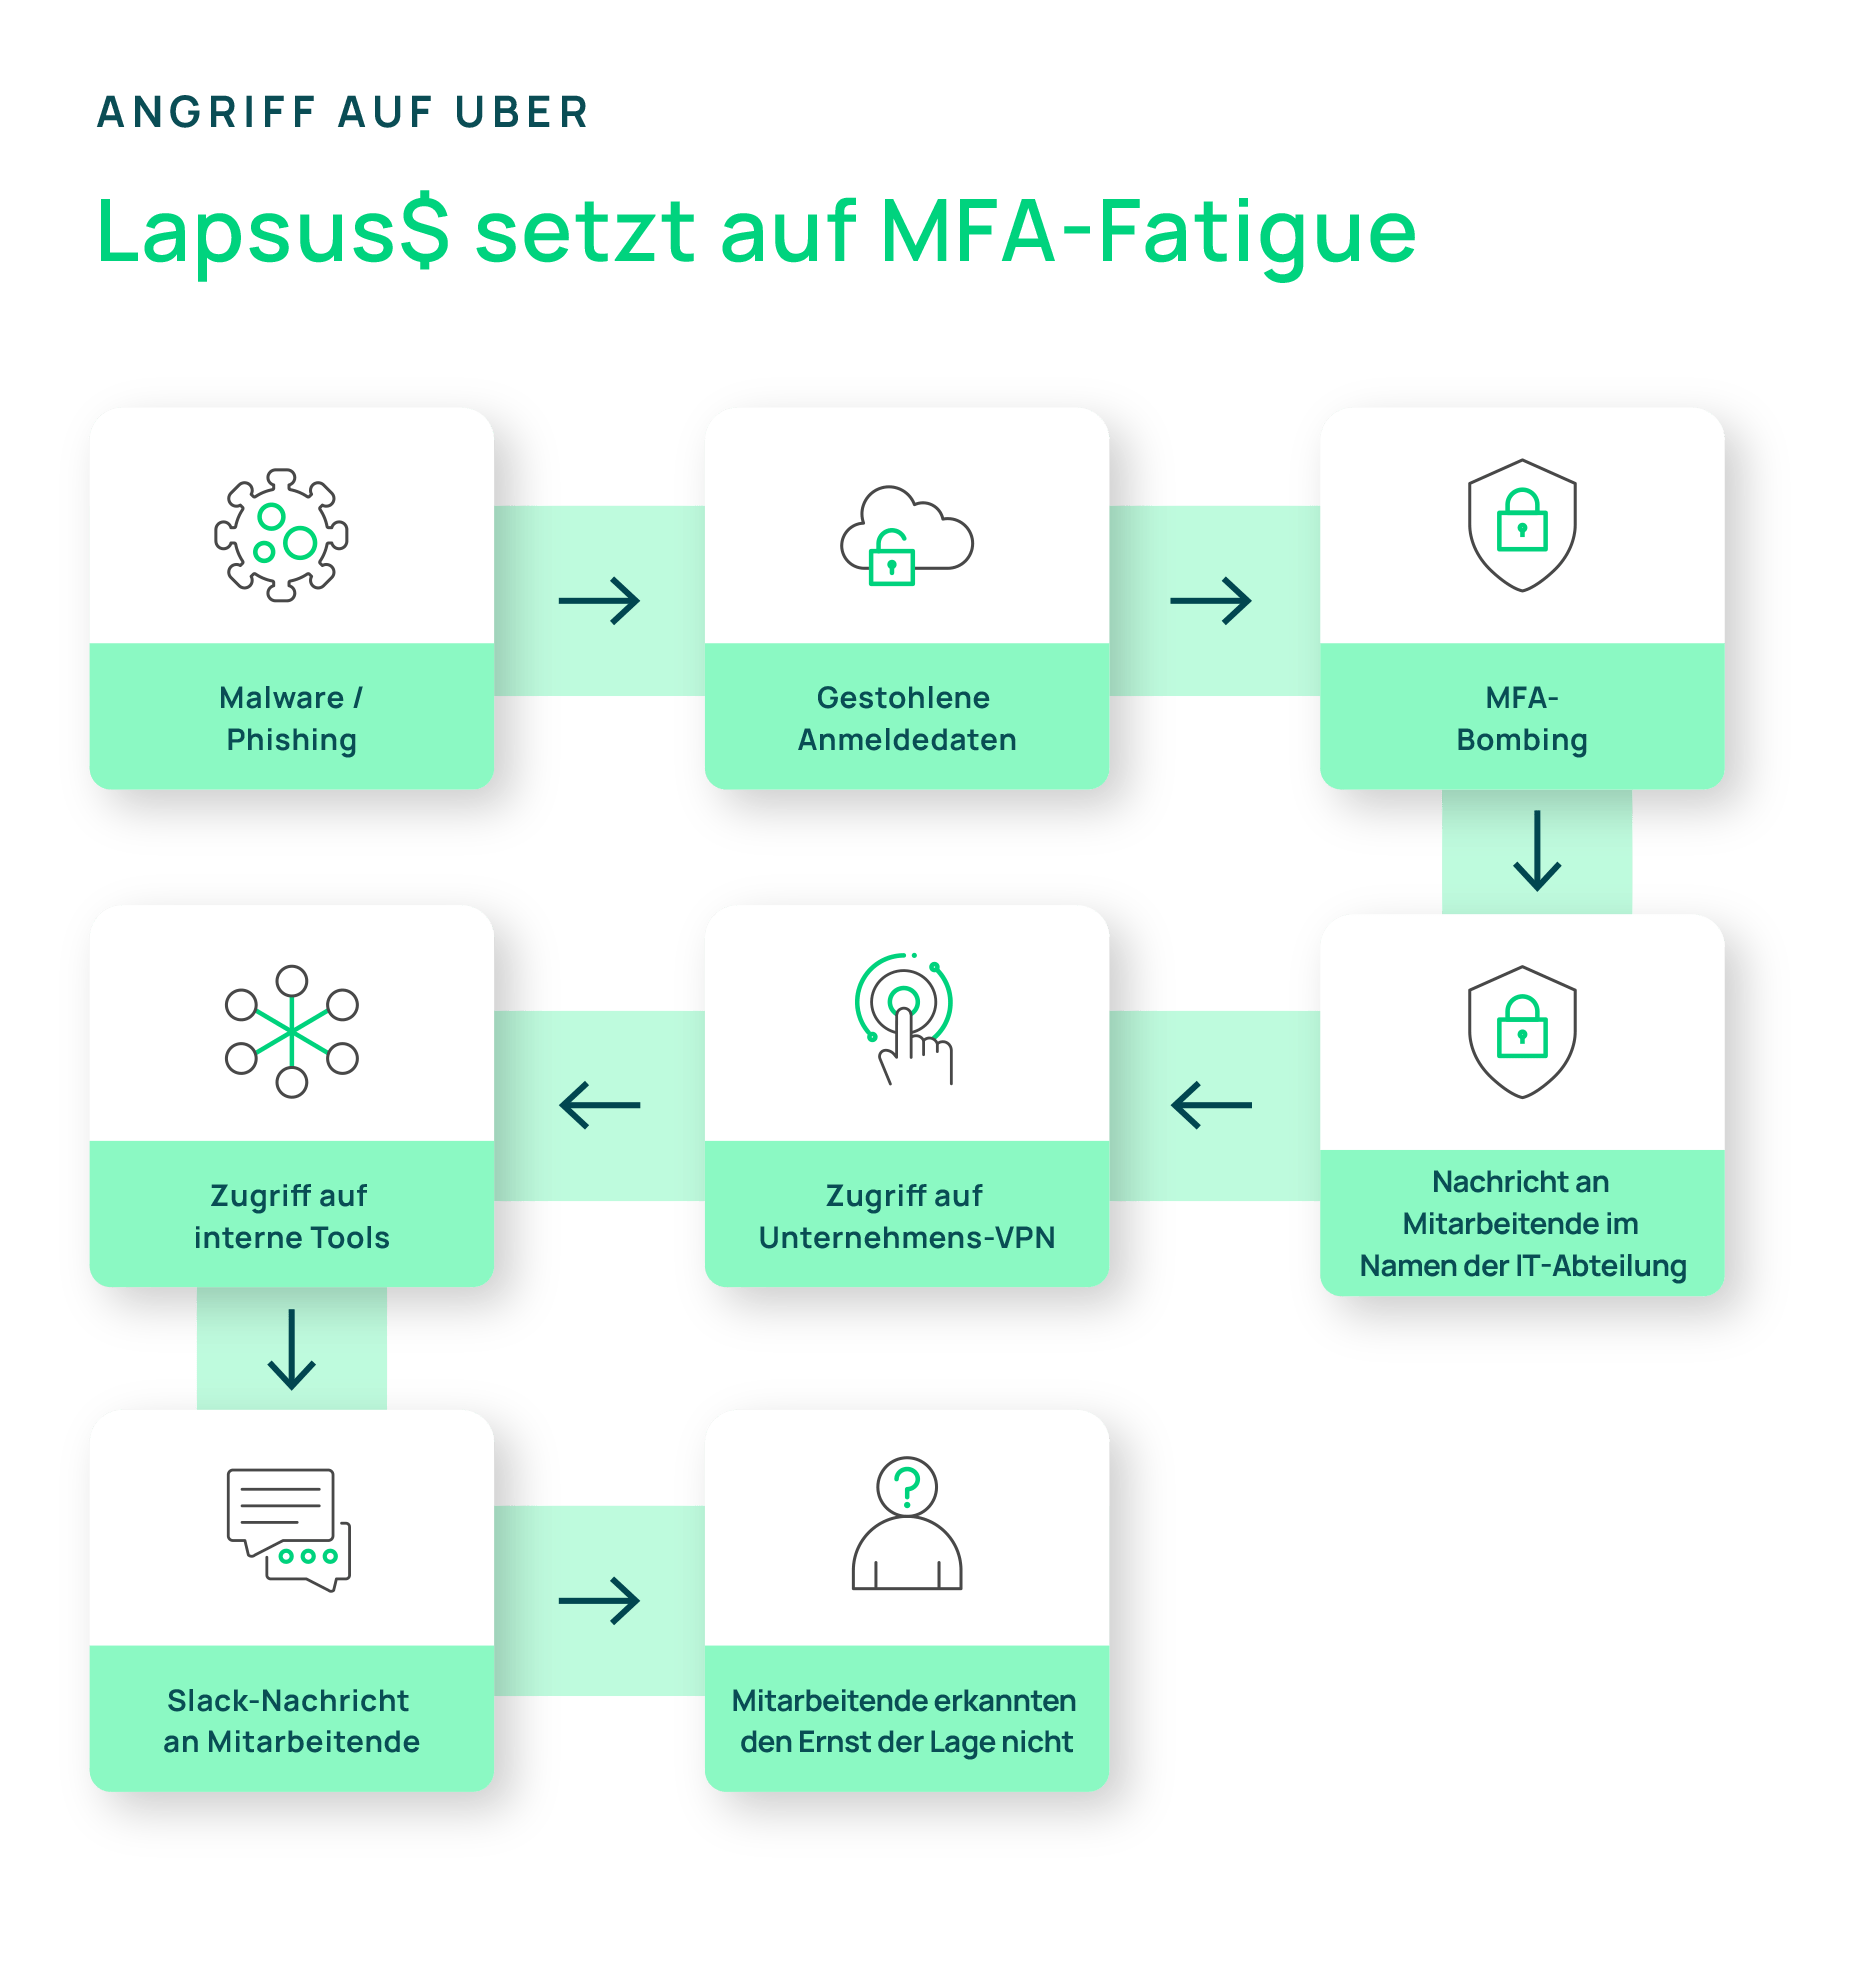 ANGRIFF AUF UBER
Lapsus$ setzt auf MFA-Fatigue
Malware /
Phishing
Gestohlene
Anmeldedaten
MFA-
Bombing
Nachricht an
Mitarbeitende im
Namen der IT-Abteilung
Zugriff auf
Unternehmens-VPN
Zugriff auf
interne Tools
Slack-Nachricht
an Mitarbeitende
?
Mitarbeitende erkannten
den Ernst der Lage nicht